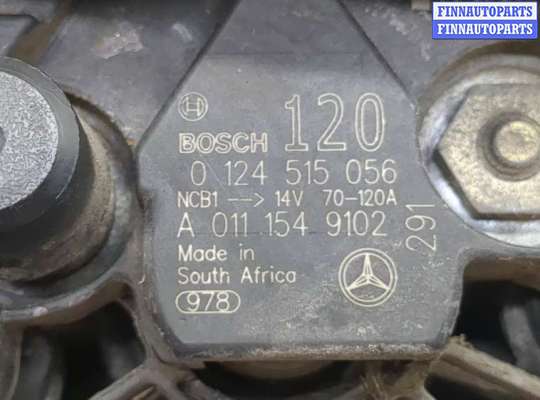 FINNAUTOPARTS
FINNAUTOPARTS
BOSCH 120
0 124 515 056
NCB1 --> 14V 70-120A
A 011 154 9102
291
Made in
South Africa
978